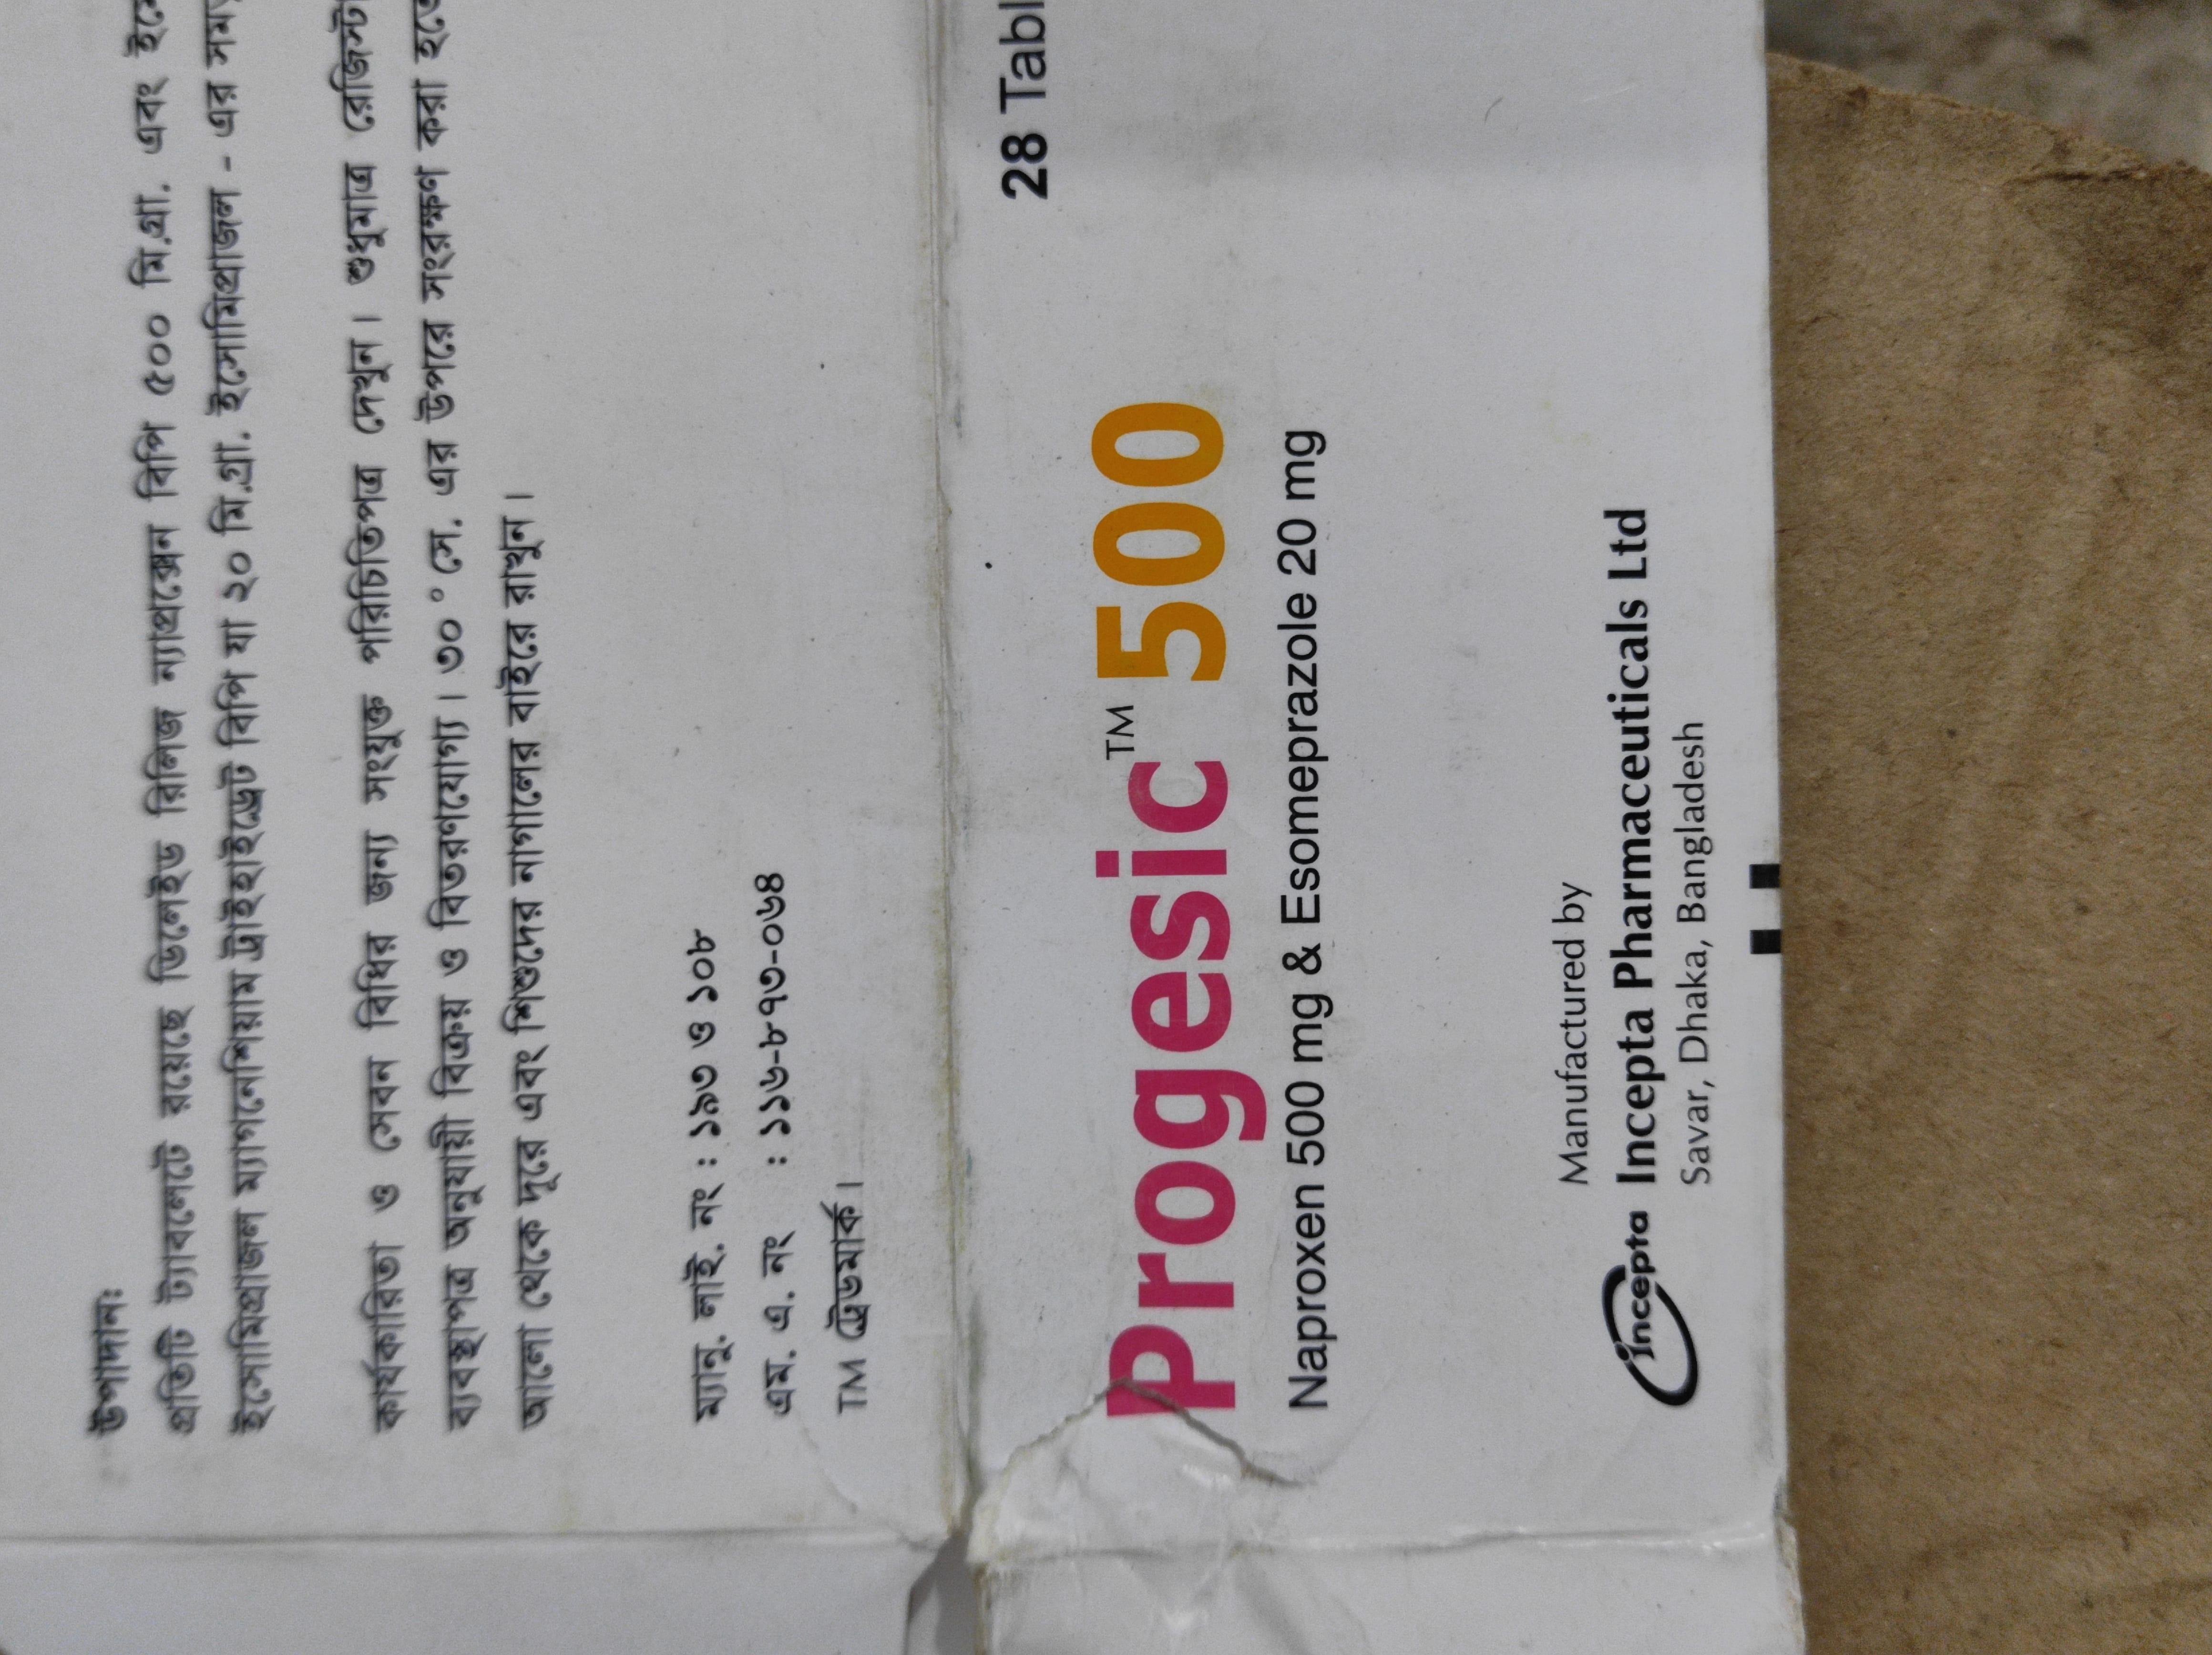 উপাদানঃ
প্রতিটি ট্যাবলেটে রয়েছে ডিলেইড রিলিজ ন্যাপ্রক্সেন বিপি ৫০০ মি.গ্রা. এবং
ইসোমিপ্রাজল ম্যাগনেশিয়াম ট্রাইহাইড্রেট বিপি যা ২০ মি.গ্রা. ইসোমিপ্রাজল - এর
কার্যকারিতা ও সেবন বিধির জন্য সংযুক্ত পরিচিতিপত্র দেখুন। শুধুমাত্র
ব্যবস্থাপত্র অনুযায়ী বিক্রয় ও বিতরণযোগ্য। ৩০ ° সে. এর উপরে সংরক্ষণ করা
আলো থেকে দূরে এবং শিশুদের নাগালের বাইরে রাখুন।
ম্যানু. লাই. নং : ১৯৩ ও ১০৮
এম. এ. নং : ১১৬-৮৭৩-০৬৪
TM ট্রেডমার্ক।
28 Tabl
Progesic™ 500
Naproxen 500 mg & Esomeprazole 20 mg
Manufactured by
incepta Incepta Pharmaceuticals Ltd
Savar, Dhaka, Bangladesh